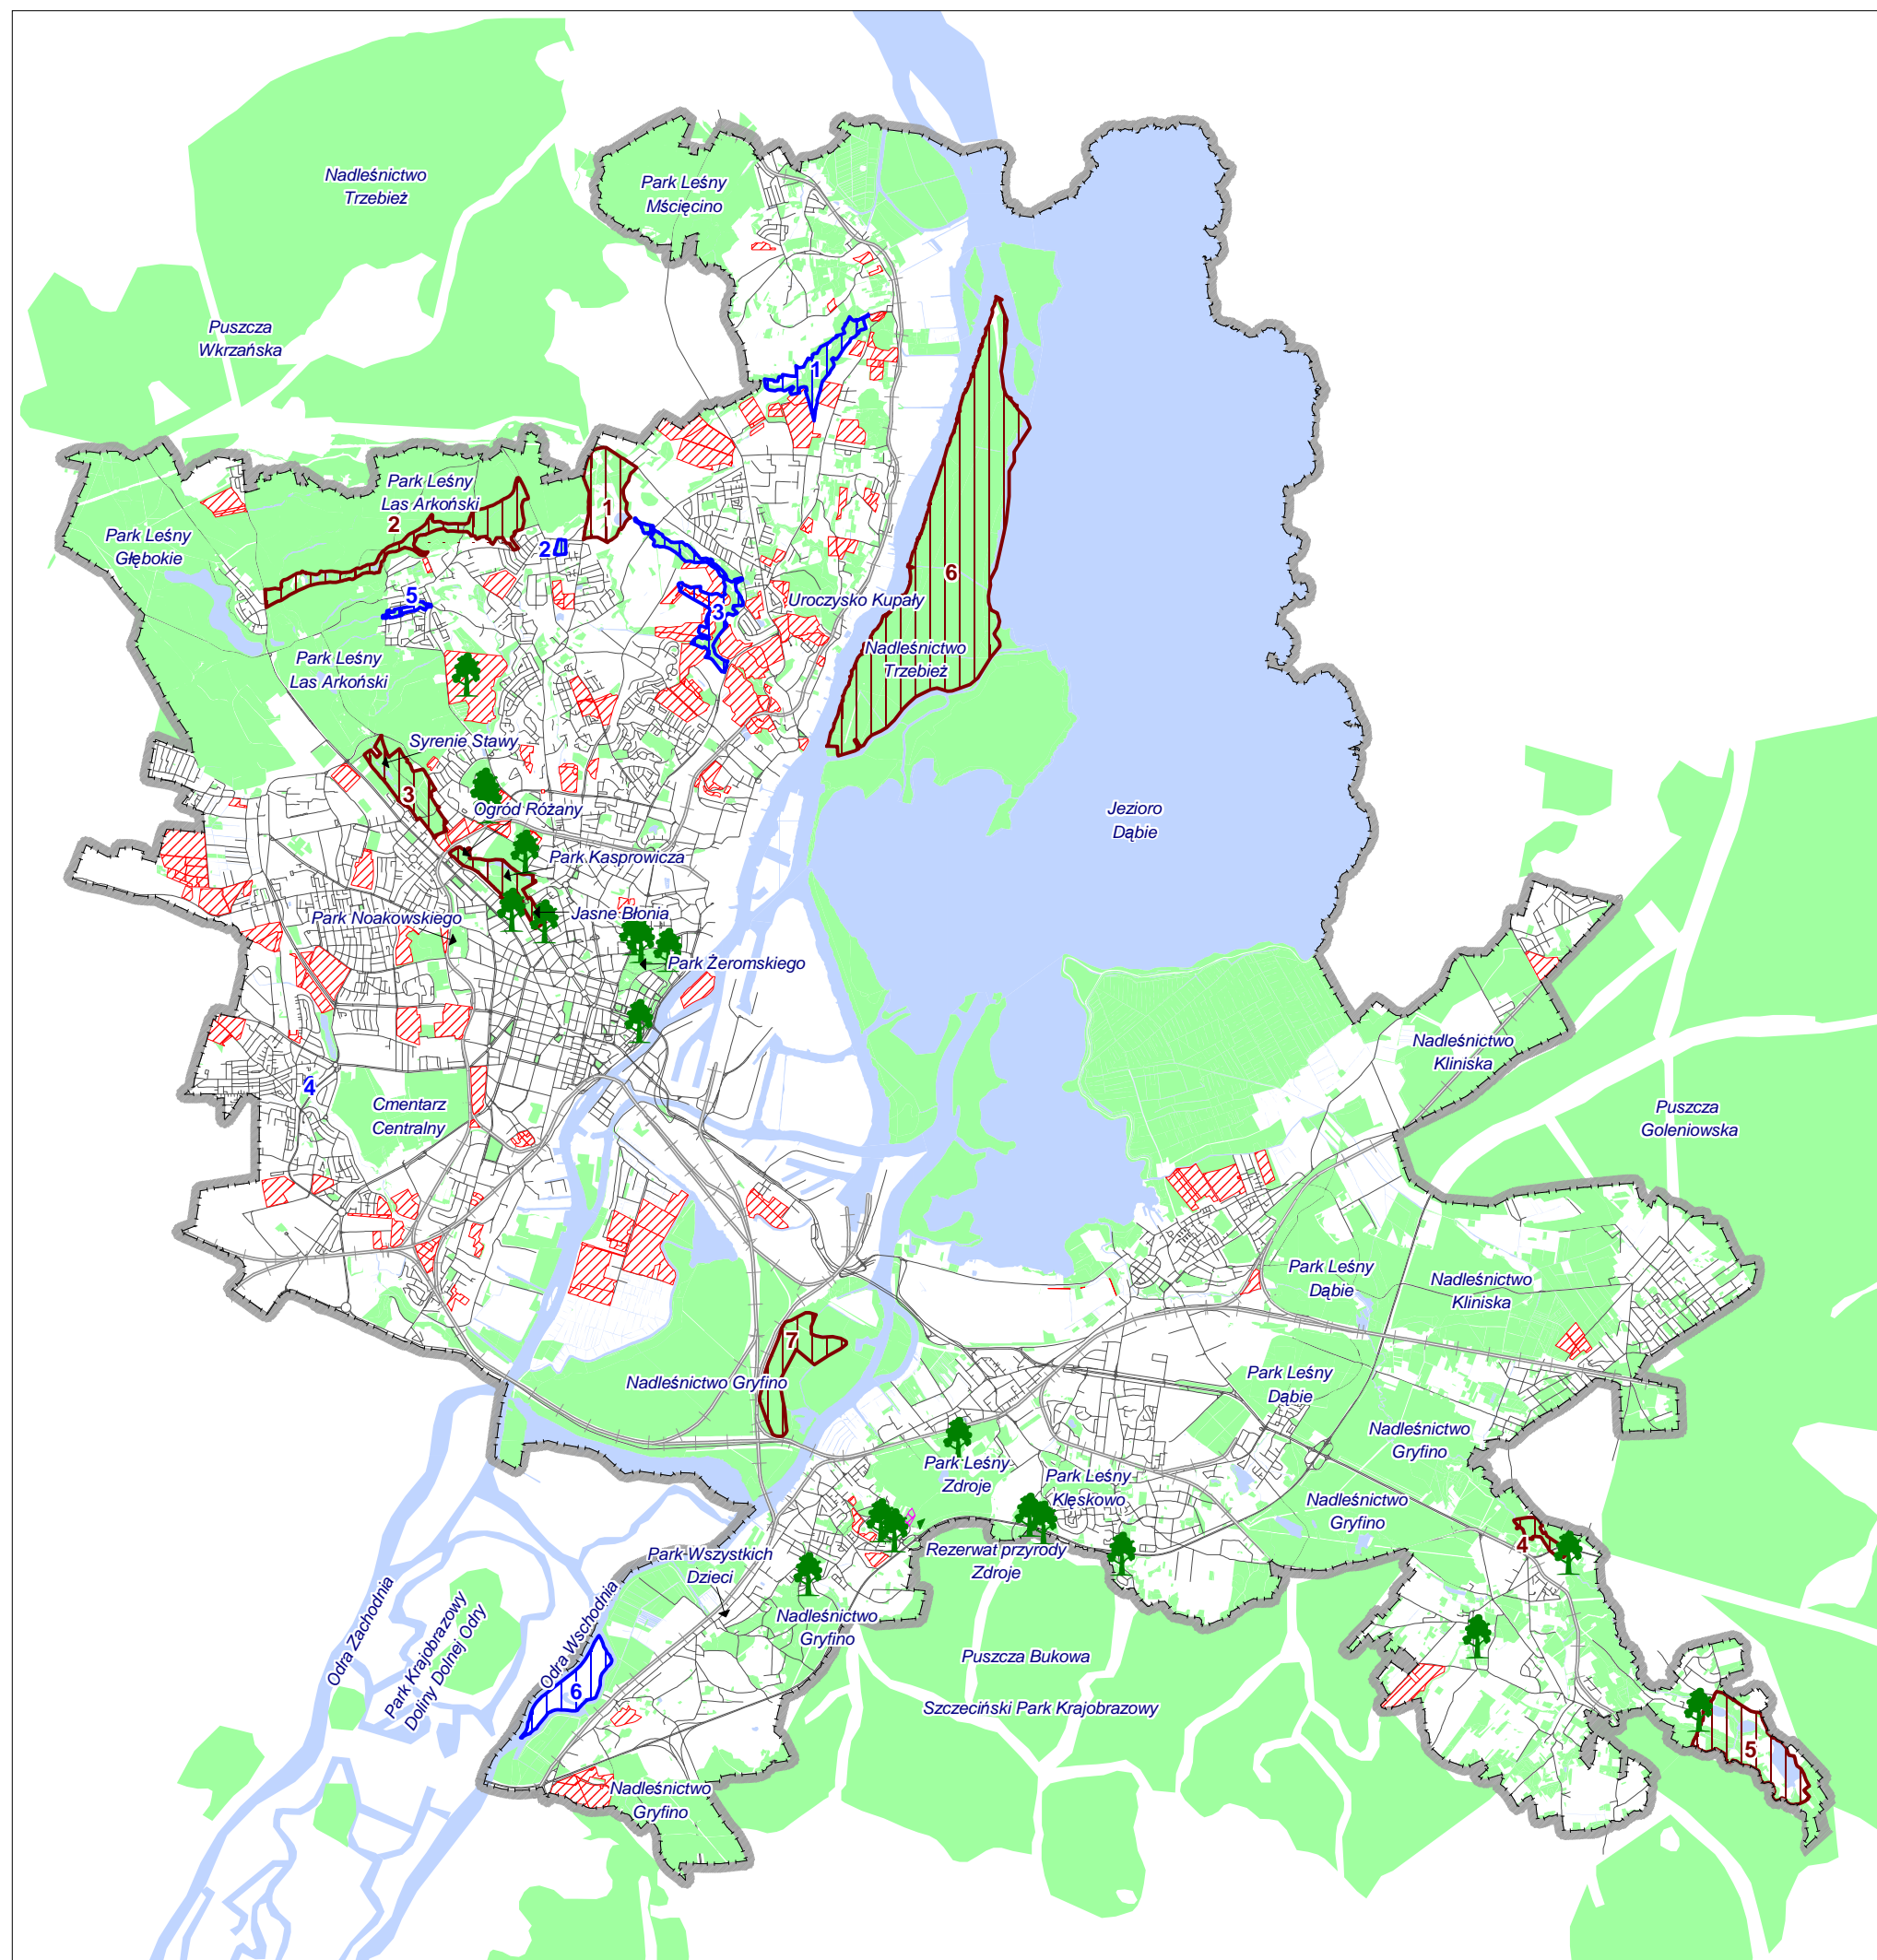 Nadleśnictwo
Trzebież
Park Leśny
Mścięcino
Puszcza
Wkrzańska
1
Park Leśny
Las Arkoński
2
1
Park Leśny
Głębokie
2
5
3
6
Uroczysko Kupały
Nadleśnictwo
Trzebież
Park Leśny
Las Arkoński
Syrenie Stawy
3
Ogród Różany
Jezioro
Dąbie
Park Kasprowicza
Park Noakowskiego
Jasne Błonia
Park Żeromskiego
Nadleśnictwo
Kliniska
4
Cmentarz
Centralny
Puszcza
Goleniowska
Park Leśny
Dąbie
Nadleśnictwo
Kliniska
7
Nadleśnictwo Gryfino
Park Leśny
Dąbie
Nadleśnictwo
Gryfino
Park Leśny
Zdroje
Park Leśny
Klęskowo
Nadleśnictwo
Gryfino
4
Rezerwat przyrody
Zdroje
Park Wszystkich
Dzieci
Nadleśnictwo
Gryfino
Odra Zachodnia
Park Krajobrazowy
Doliny Dolnej Odry
Odra Wschodnia
6
Puszcza Bukowa
Szczeciński Park Krajobrazowy
5
Nadleśnictwo
Gryfino